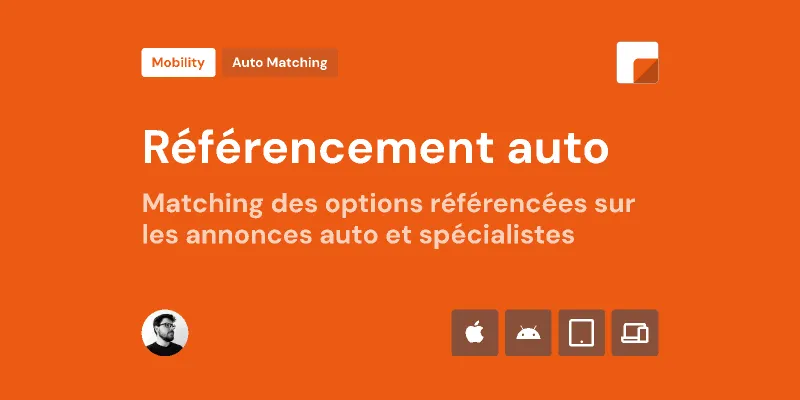 Mobility
Auto Matching
Référencement auto
Matching des options référencées sur
les annonces auto et spécialistes